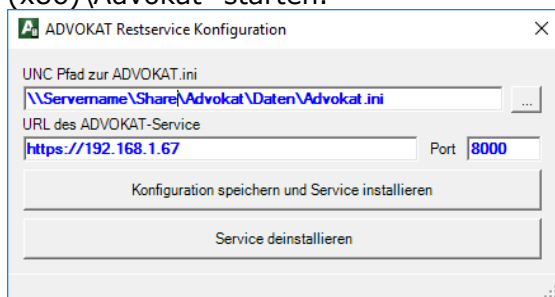 (x86)\Advokat" starten.
ADVOKAT Restservice Konfiguration
UNC Pfad zur ADVOKAT.ini
\\Servername\Share\Advokat\Daten\Advokat.ini
...
URL des ADVOKAT-Service
https://192.168.1.67 Port 8000
Konfiguration speichern und Service installieren
Service deinstallieren